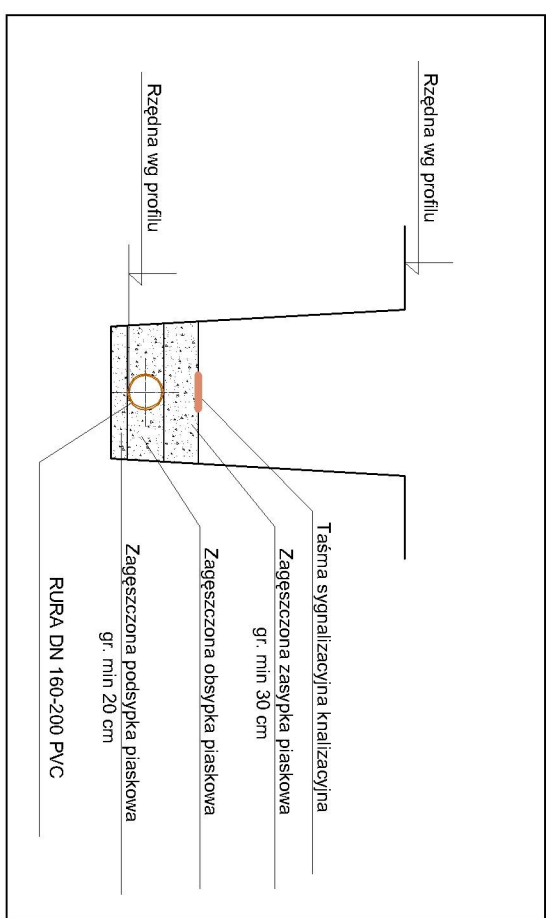 Rzędna wg profilu
Rzędna wg profilu
Taśma sygnalizacyjna knalizacyjna
Zagęszczona zasypka piaskowa
gr. min 30 cm
Zagęszczona obsypka piaskowa
Zagęszczona podsypka piaskowa
gr. min 20 cm
RURA DN 160-200 PVC